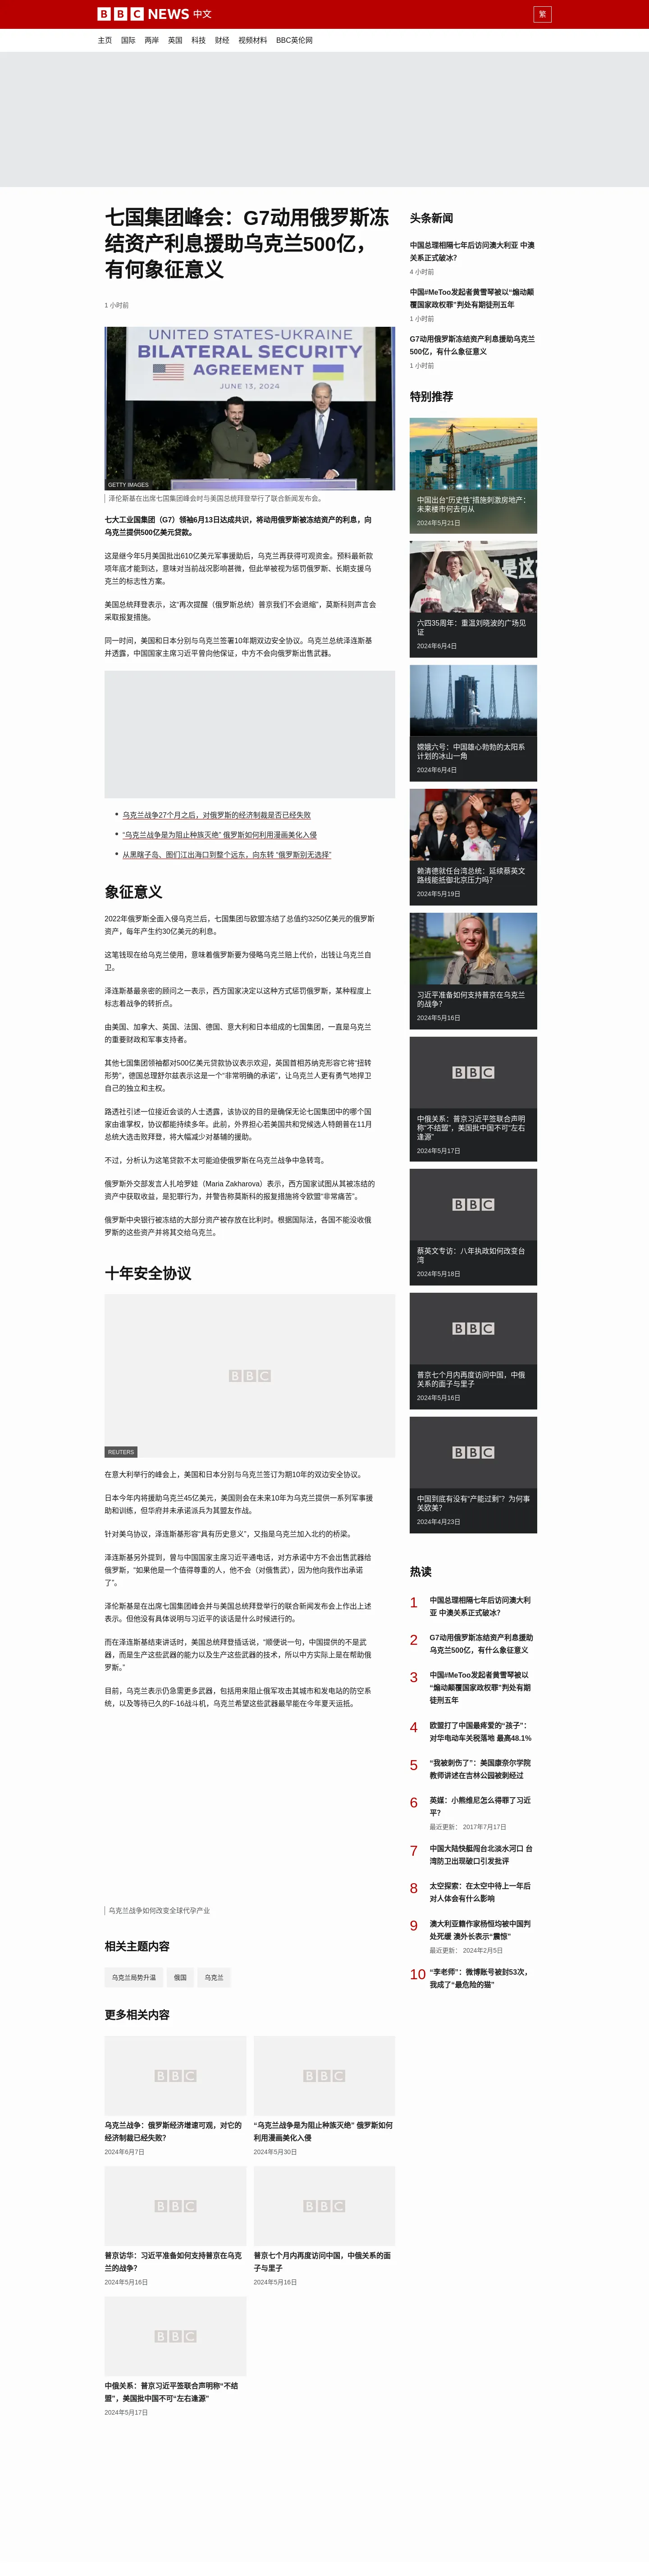 BBC NEWS 中文
繁
主页 国际 两岸 英国 科技 财经 视频材料 BBC英伦网
七国集团峰会：G7动用俄罗斯冻
结资产利息援助乌克兰500亿，
有何象征意义
1 小时前
UNITED STATES-UKRAINE
BILATERAL SECURITY
AGREEMENT
JUNE 13, 2024
GETTY IMAGES
泽伦斯基在出席七国集团峰会时与美国总统拜登举行了联合新闻发布会。
七大工业国集团（G7）领袖6月13日达成共识，将动用俄罗斯被冻结资产的利息，向
乌克兰提供500亿美元贷款。
这是继今年5月美国批出610亿美元军事援助后，乌克兰再获得可观资金。预料最新款
项年底才能到达，意味对当前战况影响甚微，但此举被视为惩罚俄罗斯、长期支援乌
克兰的标志性方案。
美国总统拜登表示，这“再次提醒（俄罗斯总统）普京我们不会退缩”，莫斯科则声言会
采取报复措施。
同一时间，美国和日本分别与乌克兰签署10年期双边安全协议。乌克兰总统泽连斯基
并透露，中国国家主席习近平曾向他保证，中方不会向俄罗斯出售武器。
乌克兰战争27个月之后，对俄罗斯的经济制裁是否已经失败
“乌克兰战争是为阻止种族灭绝” 俄罗斯如何利用漫画美化入侵
从黑瞎子岛、图们江出海口到整个远东，向东转 “俄罗斯别无选择”
象征意义
2022年俄罗斯全面入侵乌克兰后，七国集团与欧盟冻结了总值约3250亿美元的俄罗斯
资产，每年产生约30亿美元的利息。
这笔钱现在给乌克兰使用，意味着俄罗斯要为侵略乌克兰赔上代价，出钱让乌克兰自
卫。
泽连斯基最亲密的顾问之一表示，西方国家决定以这种方式惩罚俄罗斯，某种程度上
标志着战争的转折点。
由美国、加拿大、英国、法国、德国、意大利和日本组成的七国集团，一直是乌克兰
的重要财政和军事支持者。
其他七国集团领袖都对500亿美元贷款协议表示欢迎，英国首相苏纳克形容它将“扭转
形势”，德国总理舒尔兹表示这是一个“非常明确的承诺”，让乌克兰人更有勇气地捍卫
自己的独立和主权。
路透社引述一位接近会谈的人士透露，该协议的目的是确保无论七国集团中的哪个国
家由谁掌权，协议都能持续多年。此前，外界担心若美国共和党候选人特朗普在11月
总统大选击败拜登，将大幅减少对基辅的援助。
不过，分析认为这笔贷款不太可能迫使俄罗斯在乌克兰战争中急转弯。
俄罗斯外交部发言人扎哈罗娃（Maria Zakharova）表示，西方国家试图从其被冻结的
资产中获取收益，是犯罪行为，并警告称莫斯科的报复措施将令欧盟“非常痛苦”。
俄罗斯中央银行被冻结的大部分资产被存放在比利时。根据国际法，各国不能没收俄
罗斯的这些资产并将其交给乌克兰。
十年安全协议
BBC
REUTERS
在意大利举行的峰会上，美国和日本分别与乌克兰签订为期10年的双边安全协议。
日本今年内将援助乌克兰45亿美元，美国则会在未来10年为乌克兰提供一系列军事援
助和训练，但华府并未承诺派兵为其盟友作战。
针对美乌协议，泽连斯基形容“具有历史意义”，又指是乌克兰加入北约的桥梁。
泽连斯基另外提到，曾与中国国家主席习近平通电话，对方承诺中方不会出售武器给
俄罗斯，“如果他是一个值得尊重的人，他不会（对俄售武），因为他向我作出承诺
了”。
泽伦斯基是在出席七国集团峰会并与美国总统拜登举行的联合新闻发布会上作出上述
表示。但他没有具体说明与习近平的谈话是什么时候进行的。
而在泽连斯基结束讲话时，美国总统拜登插话说，“顺便说一句，中国提供的不是武
器，而是生产这些武器的能力以及生产这些武器的技术，所以中方实际上是在帮助俄
罗斯。”
目前，乌克兰表示仍急需更多武器，包括用来阻止俄军攻击其城市和发电站的防空系
统，以及等待已久的F-16战斗机，乌克兰希望这些武器最早能在今年夏天运抵。
乌克兰战争如何改变全球代孕产业
相关主题内容
乌克兰局势升温 俄国 乌克兰
更多相关内容
BBC
乌克兰战争：俄罗斯经济增速可观，对它的
经济制裁已经失败？
2024年6月7日
BBC
“乌克兰战争是为阻止种族灭绝” 俄罗斯如何
利用漫画美化入侵
2024年5月30日
BBC
普京访华：习近平准备如何支持普京在乌克
兰的战争？
2024年5月16日
BBC
普京七个月内再度访问中国，中俄关系的面
子与里子
2024年5月16日
BBC
中俄关系：普京习近平签联合声明称“不结
盟”，美国批中国不可“左右逢源”
2024年5月17日
头条新闻
中国总理相隔七年后访问澳大利亚 中澳
关系正式破冰？
4 小时前
中国#MeToo发起者黄雪琴被以“煽动颠
覆国家政权罪”判处有期徒刑五年
1 小时前
G7动用俄罗斯冻结资产利息援助乌克兰
500亿，有什么象征意义
1 小时前
特别推荐
中国出台“历史性”措施刺激房地产：
未来楼市何去何从
2024年5月21日
六四35周年：重温刘晓波的广场见
证
2024年6月4日
嫦娥六号：中国雄心勃勃的太阳系
计划的冰山一角
2024年6月4日
赖清德就任台湾总统：延续蔡英文
路线能抵御北京压力吗？
2024年5月19日
习近平准备如何支持普京在乌克兰
的战争？
2024年5月16日
BBC
中俄关系：普京习近平签联合声明
称“不结盟”，美国批中国不可“左右
逢源”
2024年5月17日
BBC
蔡英文专访：八年执政如何改变台
湾
2024年5月18日
BBC
普京七个月内再度访问中国，中俄
关系的面子与里子
2024年5月16日
BBC
中国到底有没有“产能过剩”？为何事
关欧美？
2024年4月23日
热读
1 中国总理相隔七年后访问澳大利
亚 中澳关系正式破冰？
2 G7动用俄罗斯冻结资产利息援助
乌克兰500亿，有什么象征意义
3 中国#MeToo发起者黄雪琴被以
“煽动颠覆国家政权罪”判处有期
徒刑五年
4 欧盟打了中国最疼爱的“孩子”：
对华电动车关税落地 最高48.1%
5 “我被刺伤了”：美国康奈尔学院
教师讲述在吉林公园被刺经过
6 英媒：小熊维尼怎么得罪了习近
平？
最近更新： 2017年7月17日
7 中国大陆快艇闯台北淡水河口 台
湾防卫出现破口引发批评
8 太空探索：在太空中待上一年后
对人体会有什么影响
9 澳大利亚籍作家杨恒均被中国判
处死缓 澳外长表示“震惊”
最近更新： 2024年2月5日
10 “李老师”：微博账号被封53次，
我成了“最危险的猫”